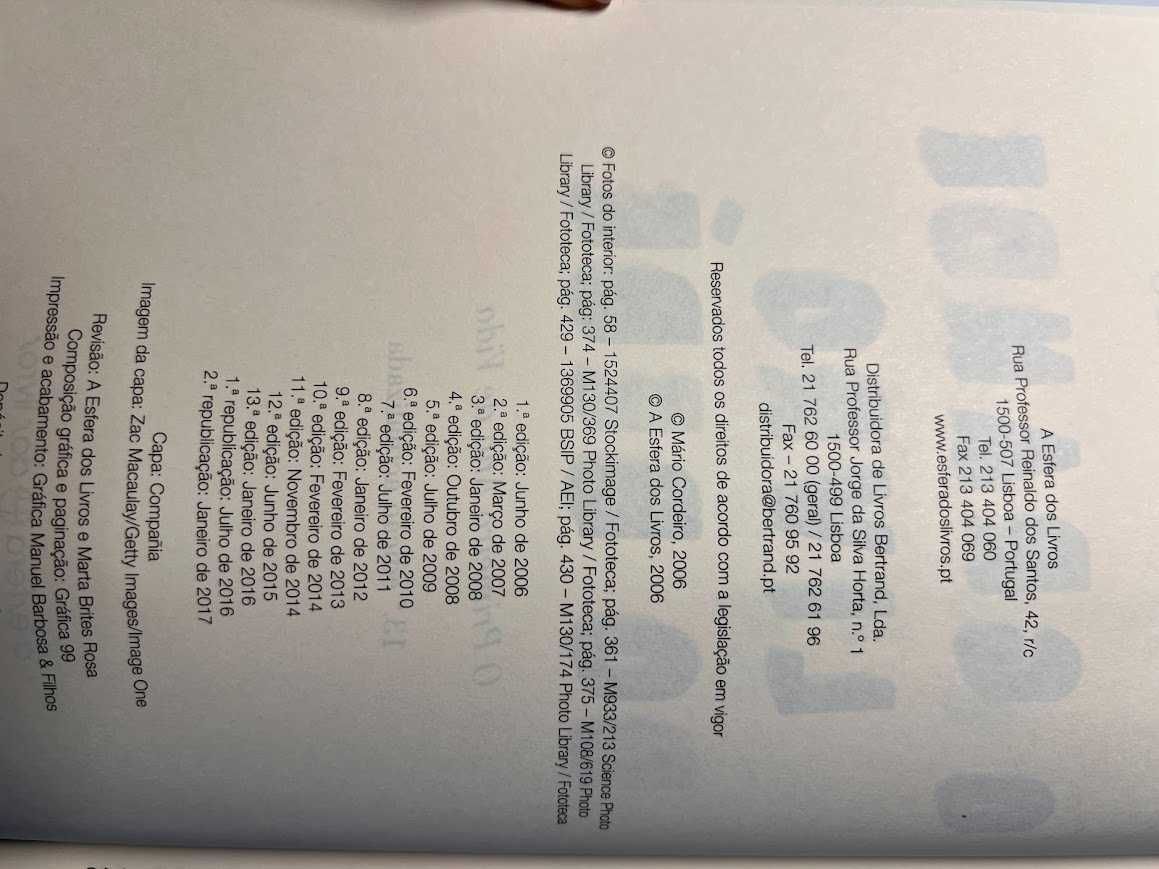 A Esfera dos Livros
Rua Professor Reinaldo dos Santos, 42, r/c
1500-507 Lisboa – Portugal
Tel. 213 404 060
Fax 213 404 069
www.esferadoslivros.pt
Distribuidora de Livros Bertrand, Lda.
Rua Professor Jorge da Silva Horta, n.º 1
1500-499 Lisboa
Tel. 21 762 60 00 (geral) / 21 762 61 96
Fax – 21 760 95 92
distribuidora@bertrand.pt
Reservados todos os direitos de acordo com a legislação em vigor
© Mário Cordeiro, 2006
© A Esfera dos Livros, 2006
© Fotos do interior: pág. 58 – 1524407 Stockimage / Fototeca; pág. 361 – M933/213 Science Photo
Library / Fototeca; pág: 374 – M130/389 Photo Library / Fototeca; pág. 375 – M108/619 Photo
Library / Fototeca; pág. 429 – 1369905 BSIP / AEI; pág. 430 – M130/174 Photo Library / Fototeca
1.ª edição: Junho de 2006
2.ª edição: Março de 2007
3.ª edição: Janeiro de 2008
4.ª edição: Outubro de 2008
5.ª edição: Julho de 2009
6.ª edição: Fevereiro de 2010
7.ª edição: Julho de 2011
8.ª edição: Janeiro de 2012
9.ª edição: Fevereiro de 2013
10.ª edição: Fevereiro de 2014
11.ª edição: Novembro de 2014
12.ª edição: Junho de 2015
13.ª edição: Janeiro de 2016
1.ª republicação: Julho de 2016
2.ª republicação: Janeiro de 2017
Capa: Compañia
Imagem da capa: Zac Macaulay/Getty Images/Image One
Revisão: A Esfera dos Livros e Marta Brites Rosa
Composição gráfica e paginação: Gráfica 99
Impressão e acabamento: Gráfica Manuel Barbosa & Filhos